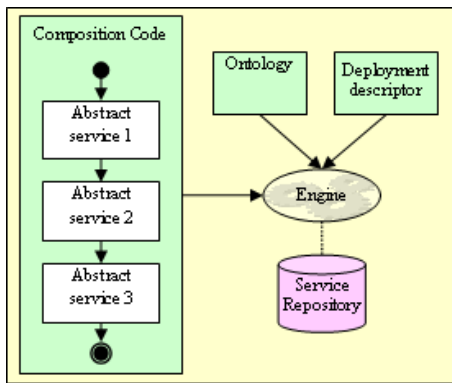 Composition Code
Abstract
service 1
Abstract
service 2
Abstract
service 3
Ontology
Deployment
descriptor
Engine
Service
Repository